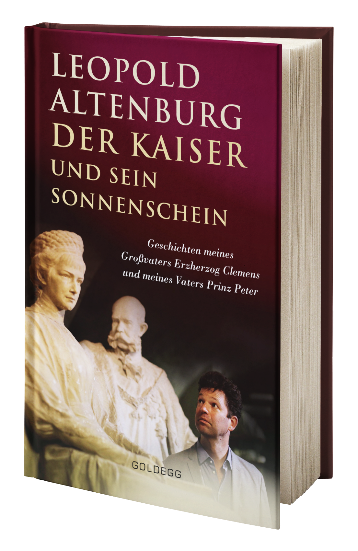 LEOPOLD
ALTENBURG
DER KAISER
UND SEIN
SONNENSCHEIN
Geschichten meines
Großvaters Erzherzog Clemens
und meines Vaters Prinz Peter
GOLDEGG